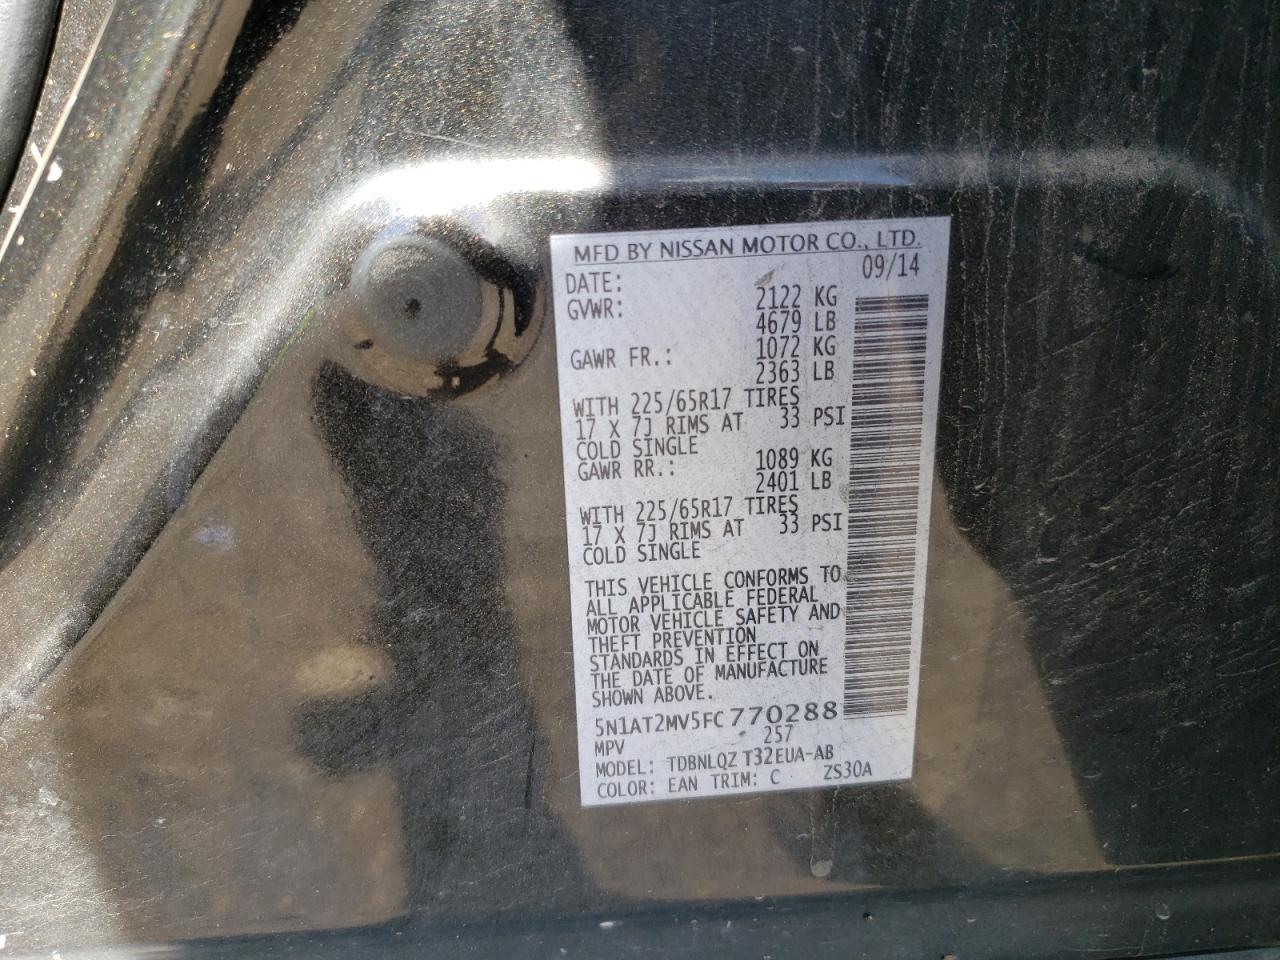 MFD BY NISSAN MOTOR CO., LTD.
DATE: 09/14
GVWR: 2122 KG
4679 LB
GAWR FR.: 1072 KG
2363 LB
WITH 225/65R17 TIRES
17 X 7J RIMS AT 33 PSI
COLD SINGLE
GAWR RR.: 1089 KG
2401 LB
WITH 225/65R17 TIRES
17 X 7J RIMS AT 33 PSI
COLD SINGLE
THIS VEHICLE CONFORMS TO
ALL APPLICABLE FEDERAL
MOTOR VEHICLE SAFETY AND
THEFT PREVENTION
STANDARDS IN EFFECT ON
THE DATE OF MANUFACTURE
SHOWN ABOVE.
5N1AT2MV5FC770288
MPV 257
MODEL: TDBNLQZ T32EUA-AB
COLOR: EAN TRIM: C ZS30A